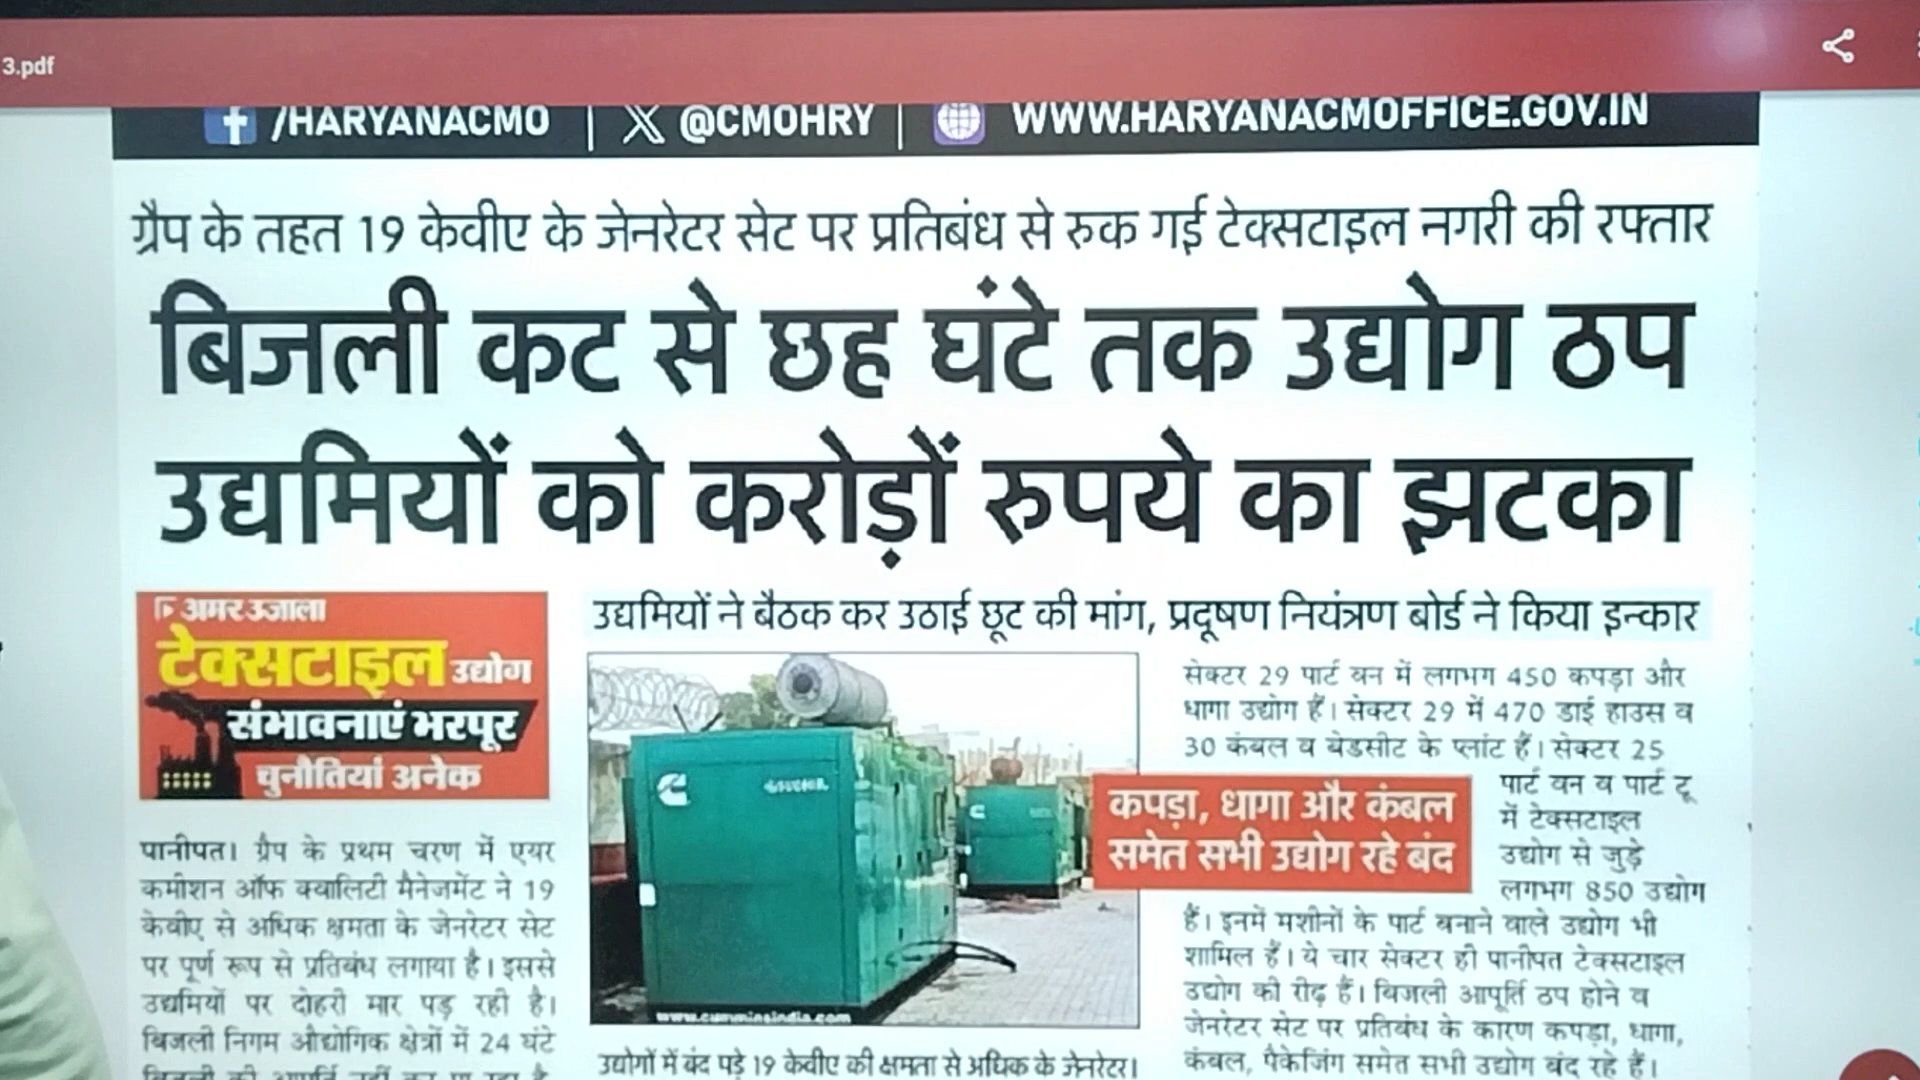 3.pdf
/HARYANACMO | X @CMOHRY | WWW.HARYANACMOFFICE.GOV.IN
ग्रैप के तहत 19 केवीए के जेनरेटर सेट पर प्रतिबंध से रुक गई टेक्सटाइल नगरी की रफ्तार
बिजली कट से छह घंटे तक उद्योग ठप
उद्यमियों को करोड़ों रुपये का झटका
अमर उजाला
टेक्सटाइल उद्योग
संभावनाएं भरपूर
चुनौतियां अनेक
उद्यमियों ने बैठक कर उठाई छूट की मांग, प्रदूषण नियंत्रण बोर्ड ने किया इन्कार
पानीपत। ग्रैप के प्रथम चरण में एयर
कमीशन ऑफ क्वालिटी मैनेजमेंट ने 19
केवीए से अधिक क्षमता के जेनरेटर सेट
पर पूर्ण रूप से प्रतिबंध लगाया है। इससे
उद्यमियों पर दोहरी मार पड़ रही है।
बिजली निगम औद्योगिक क्षेत्रों में 24 घंटे
www.cumminsindia.com
उद्योगों में बंद पड़े 19 केवीए की क्षमता से अधिक के जेनरेटर।
सेक्टर 29 पार्ट वन में लगभग 450 कपड़ा और
धागा उद्योग हैं। सेक्टर 29 में 470 डाई हाउस व
30 कंबल व बेडसीट के प्लांट हैं। सेक्टर 25
पार्ट वन व पार्ट टू
में टेक्सटाइल
उद्योग से जुड़े
लगभग 850 उद्योग
कपड़ा, धागा और कंबल
समेत सभी उद्योग रहे बंद
हैं। इनमें मशीनों के पार्ट बनाने वाले उद्योग भी
शामिल हैं। ये चार सेक्टर ही पानीपत टेक्सटाइल
उद्योग की रीढ़ हैं। बिजली आपूर्ति ठप होने व
जेनरेटर सेट पर प्रतिबंध के कारण कपड़ा, धागा,
कंबल, पैकेजिंग समेत सभी उद्योग बंद रहे हैं।